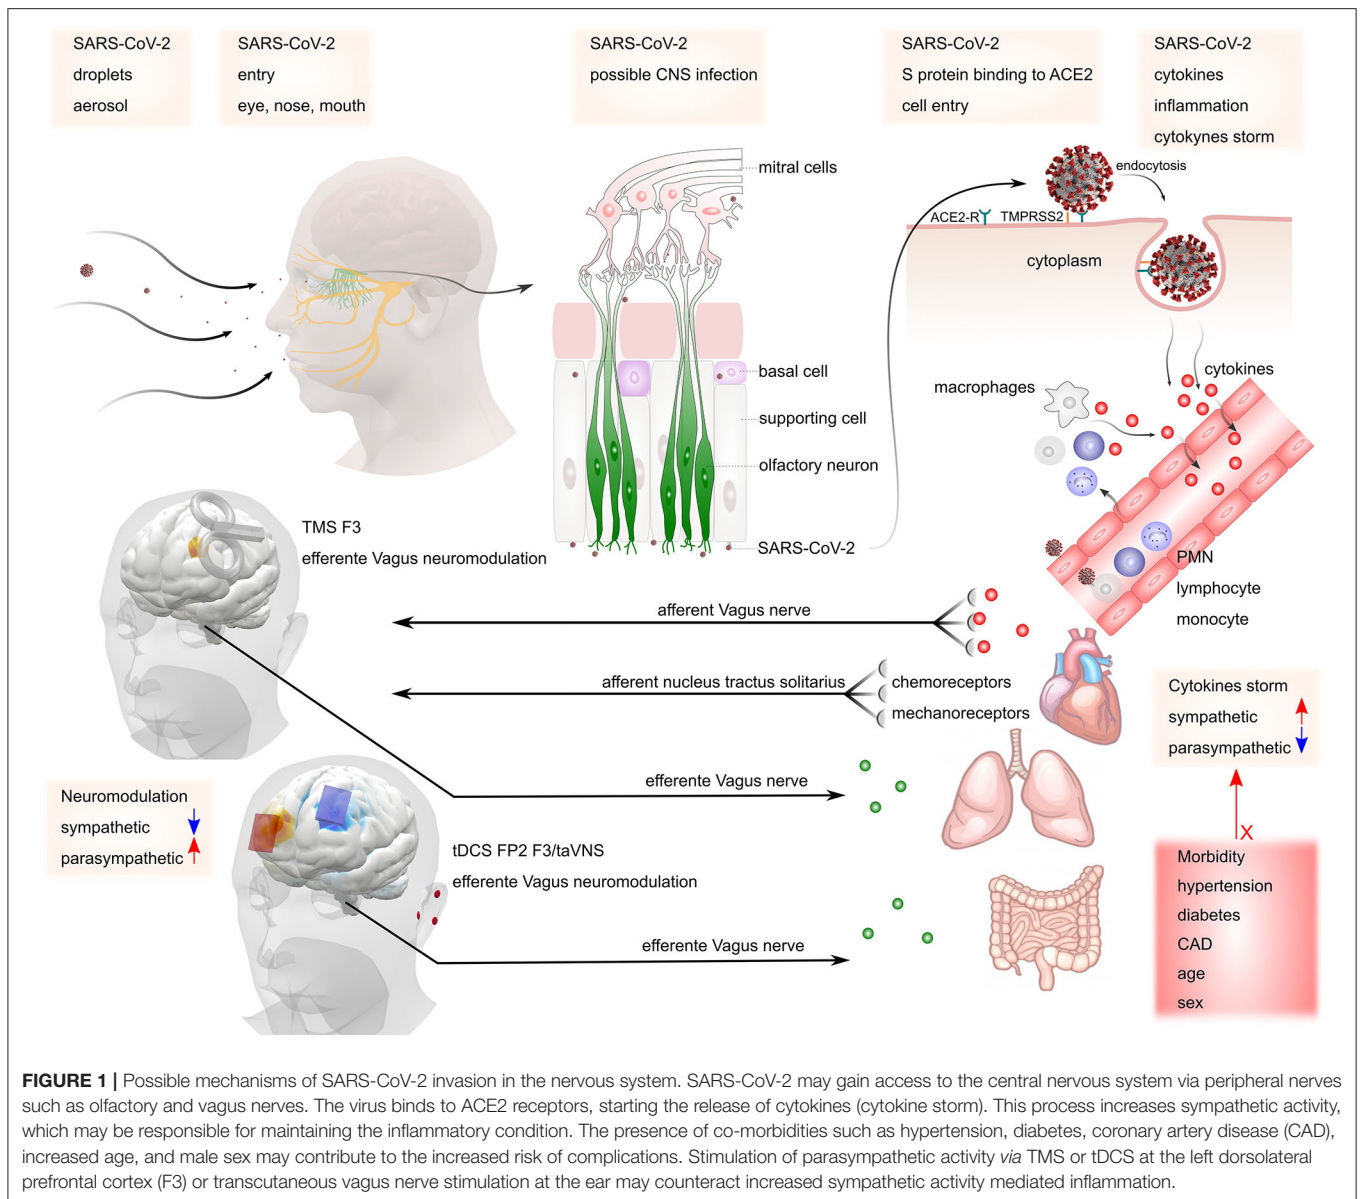 SARS-CoV-2
droplets
aerosol
SARS-CoV-2
entry
eye, nose, mouth
SARS-CoV-2
possible CNS infection
SARS-CoV-2
S protein binding to ACE2
cell entry
SARS-CoV-2
cytokines
inflammation
cytokynes storm
mitral cells
endocytosis
ACE2-R
TMPRSS2
cytoplasm
basal cell
supporting cell
olfactory neuron
SARS-CoV-2
cytokines
macrophages
PMN
lymphocyte
monocyte
TMS F3
efferente Vagus neuromodulation
afferent Vagus nerve
afferent nucleus tractus solitarius
chemoreceptors
mechanoreceptors
Cytokines storm
sympathetic
parasympathetic
efferente Vagus nerve
Neuromodulation
sympathetic
parasympathetic
tDCS FP2 F3/taVNS
efferente Vagus neuromodulation
efferente Vagus nerve
X
Morbidity
hypertension
diabetes
CAD
age
sex
FIGURE 1 | Possible mechanisms of SARS-CoV-2 invasion in the nervous system. SARS-CoV-2 may gain access to the central nervous system via peripheral nerves
such as olfactory and vagus nerves. The virus binds to ACE2 receptors, starting the release of cytokines (cytokine storm). This process increases sympathetic activity,
which may be responsible for maintaining the inflammatory condition. The presence of co-morbidities such as hypertension, diabetes, coronary artery disease (CAD),
increased age, and male sex may contribute to the increased risk of complications. Stimulation of parasympathetic activity via TMS or tDCS at the left dorsolateral
prefrontal cortex (F3) or transcutaneous vagus nerve stimulation at the ear may counteract increased sympathetic activity mediated inflammation.